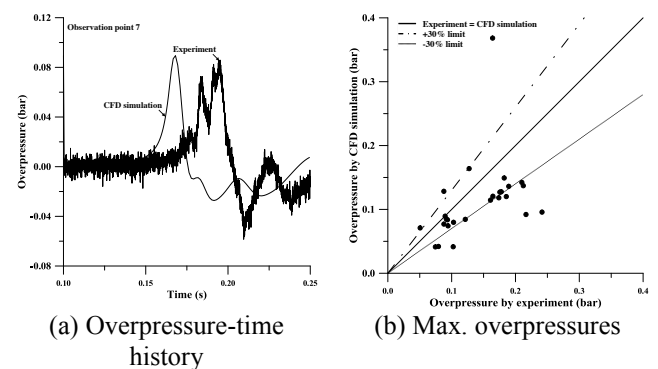 Observation point 7
Experiment
CFD simulation
Overpressure (bar)
0.12
0.08
0.04
0.00
-0.04
-0.08
0.10
0.15
0.20
0.25
Time (s)
(a) Overpressure-time
history
Experiment = CFD simulation
+30% limit
-30% limit
Overpressure by CFD simulation (bar)
0.4
0.3
0.2
0.1
0.0
0.0
0.1
0.2
0.3
0.4
Overpressure by experiment (bar)
(b) Max. overpressures